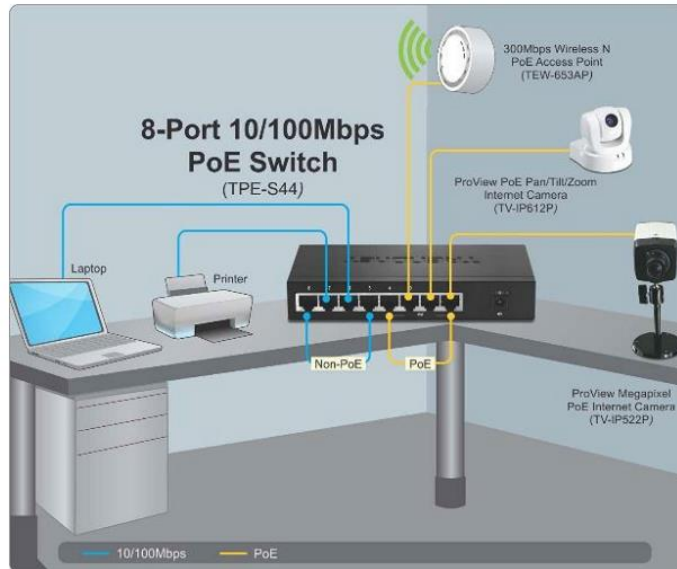 300Mbps Wireless N
PoE Access Point
(TEW-653AP)
8-Port 10/100Mbps
PoE Switch
(TPE-S44)
ProView PoE Pan/Tilt/Zoom
Internet Camera
(TV-IP612P)
Laptop
Printer
Non-PoE
PoE
ProView Megapixel
PoE Internet Camera
(TV-IP522P)
10/100Mbps
PoE